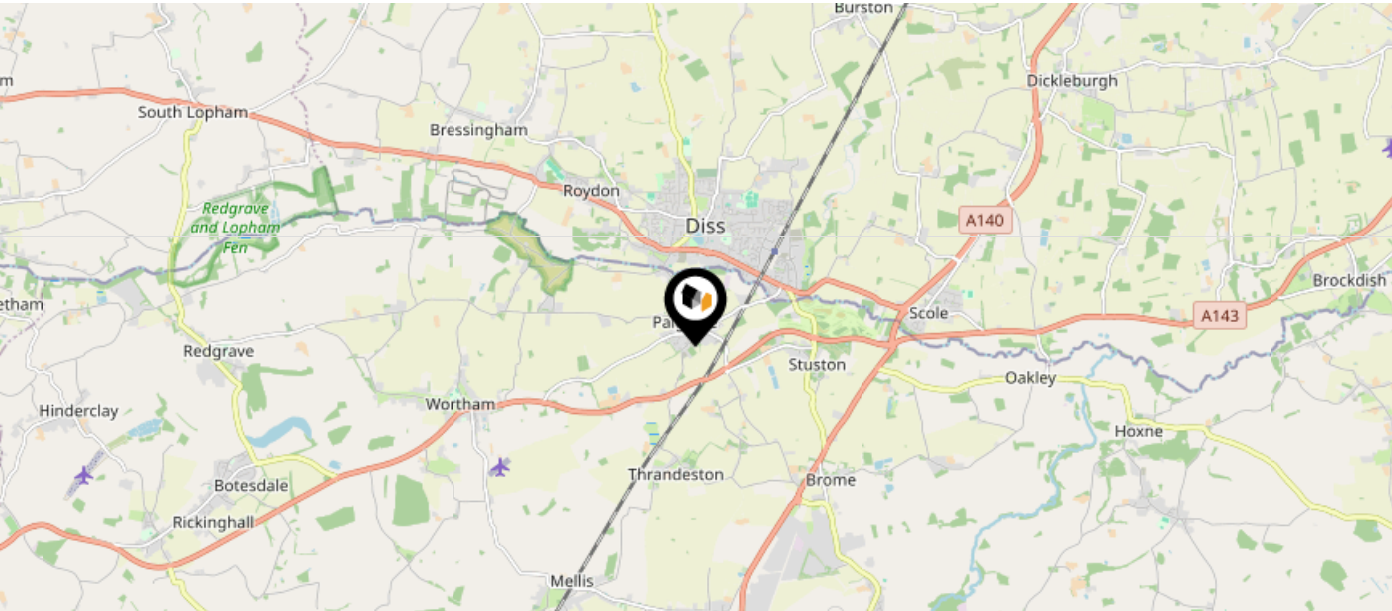 Burston
m
Dickleburgh
South Lopham
Bressingham
Roydon
Redgrave
and Lopham
Fen
Diss
A140
Brockdish
etham
A143
Scole
Redgrave
Stuston
Oakley
Wortham
Hinderclay
Hoxne
Thrandeston
Brome
Botesdale
Rickinghall
Mellis